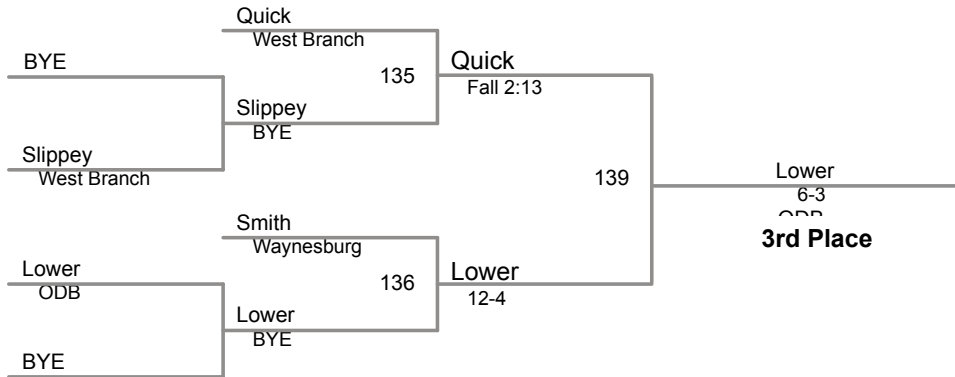 Quick
West Branch
BYE
135
Quick
Fall 2:13
Slippey
BYE
Slippey
West Branch
139
Lower
6-3
ODB
3rd Place
Smith
Waynesburg
Lower
ODB
136
Lower
12-4
Lower
BYE
BYE